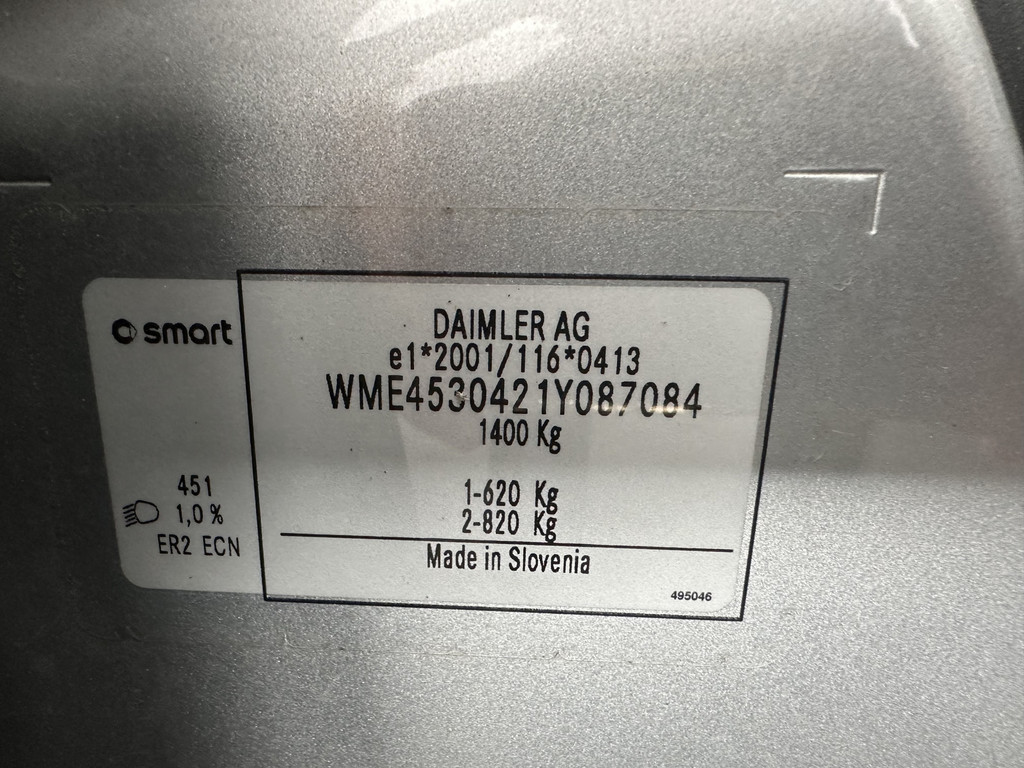 smart
DAIMLER AG
e1*2001/116*0413
WME4530421Y087084
1400 Kg
1-620 Kg
2-820 Kg
451
1,0 %
ER2 ECN
Made in Slovenia
495046